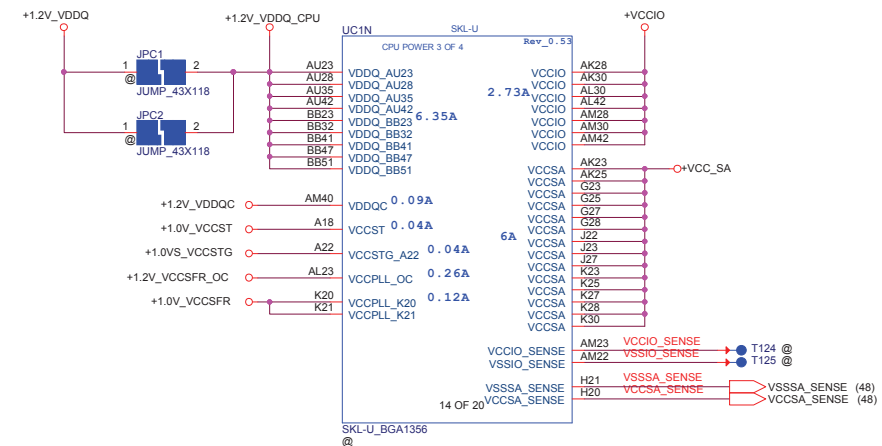 +1.2V_VDDQ
+1.2V_VDDQ_CPU
+VCCIO
UC1N
SKL-U
CPU POWER 3 OF 4
Rev_0.53
JPC1
1
2
@
JUMP_43X118
JPC2
1
2
@
JUMP_43X118
AU23 VDDQ_AU23
AU28 VDDQ_AU28
AU35 VDDQ_AU35
AU42 VDDQ_AU42
BB23 VDDQ_BB23
BB32 VDDQ_BB32
BB41 VDDQ_BB41
BB47 VDDQ_BB47
BB51 VDDQ_BB51
6.35A
2.73A
VCCIO AK28
VCCIO AK30
VCCIO AL30
VCCIO AL42
VCCIO AM28
VCCIO AM30
VCCIO AM42
VCCSA AK23
+VCC_SA
VCCSA AK25
VCCSA G23
VCCSA G25
VCCSA G27
VCCSA G28
VCCSA J22
VCCSA J23
VCCSA J27
VCCSA K23
VCCSA K25
VCCSA K27
VCCSA K28
VCCSA K30
6A
+1.2V_VDDQC AM40 VDDQC 0.09A
+1.0V_VCCST A18 VCCST 0.04A
+1.0VS_VCCSTG A22 VCCSTG_A22 0.04A
+1.2V_VCCSFR_OC AL23 VCCPLL_OC 0.26A
+1.0V_VCCSFR K20 VCCPLL_K20 0.12A
K21 VCCPLL_K21
VCCIO_SENSE AM23 VCCIO_SENSE T124 @
VSSIO_SENSE AM22 VSSIO_SENSE T125 @
VSSSA_SENSE H21 VSSSA_SENSE VSSSA_SENSE (48)
VCCSA_SENSE H20 VCCSA_SENSE VCCSA_SENSE (48)
14 OF 20
SKL-U_BGA1356
@